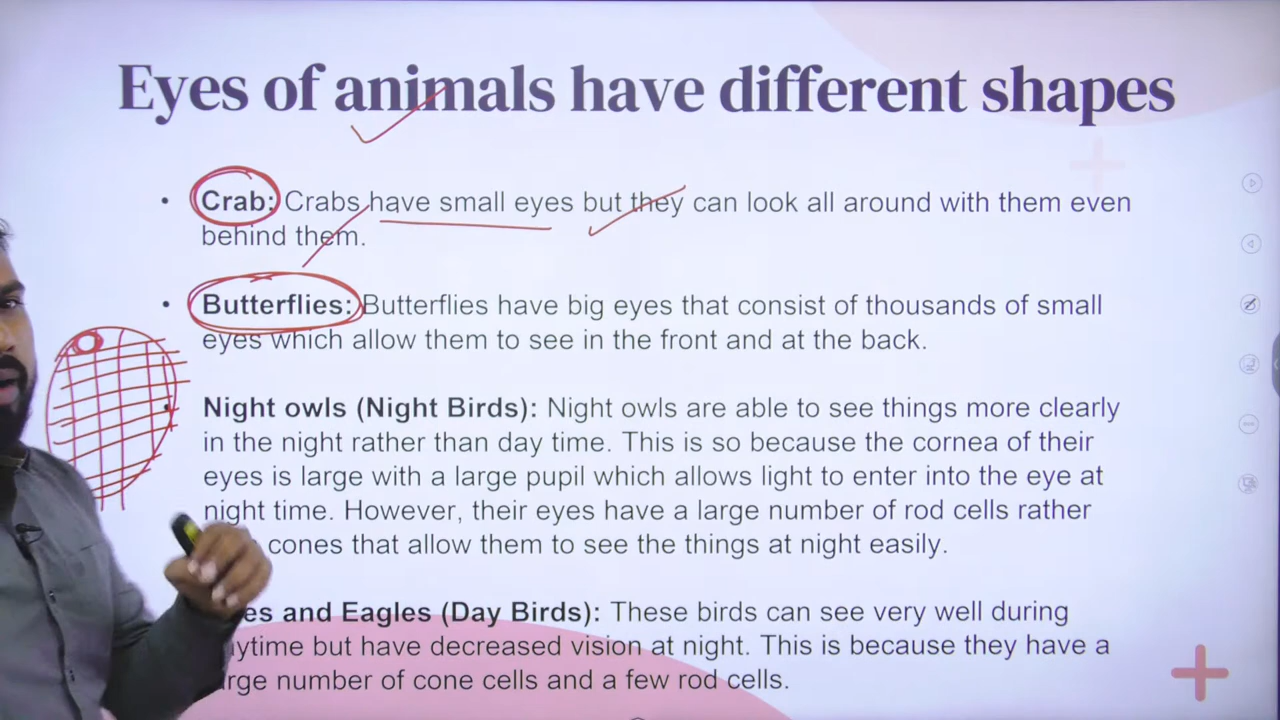 Eyes of animals have different shapes
• Crab: Crabs have small eyes but they can look all around with them even
behind them.
• Butterflies: Butterflies have big eyes that consist of thousands of small
eyes which allow them to see in the front and at the back.
Night owls (Night Birds): Night owls are able to see things more clearly
in the night rather than day time. This is so because the cornea of their
eyes is large with a large pupil which allows light to enter into the eye at
night time. However, their eyes have a large number of rod cells rather
cones that allow them to see the things at night easily.
and Eagles (Day Birds): These birds can see very well during
but have decreased vision at night. This is because they have a
number of cone cells and a few rod cells.